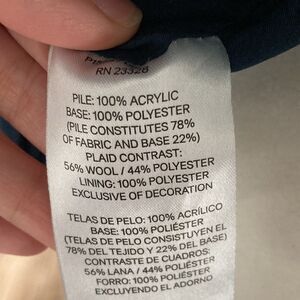 RN 23328
PILE: 100% ACRYLIC
BASE: 100% POLYESTER
(PILE CONSTITUTES 78%
OF FABRIC AND BASE 22%)
PLAID CONTRAST:
56% WOOL / 44% POLYESTER
LINING: 100% POLYESTER
EXCLUSIVE OF DECORATION
TELAS DE PELO: 100% ACRÍLICO
BASE: 100% POLIÉSTER
(TELAS DE PELO CONSISTUYEN EL
78% DEL TEJIDO Y 22% DEL BASE)
CONTRASTE DE CUADROS:
56% LANA / 44% POLIÉSTER
FORRO: 100% POLIÉSTER
EXCLUYENDO EL ADORNO